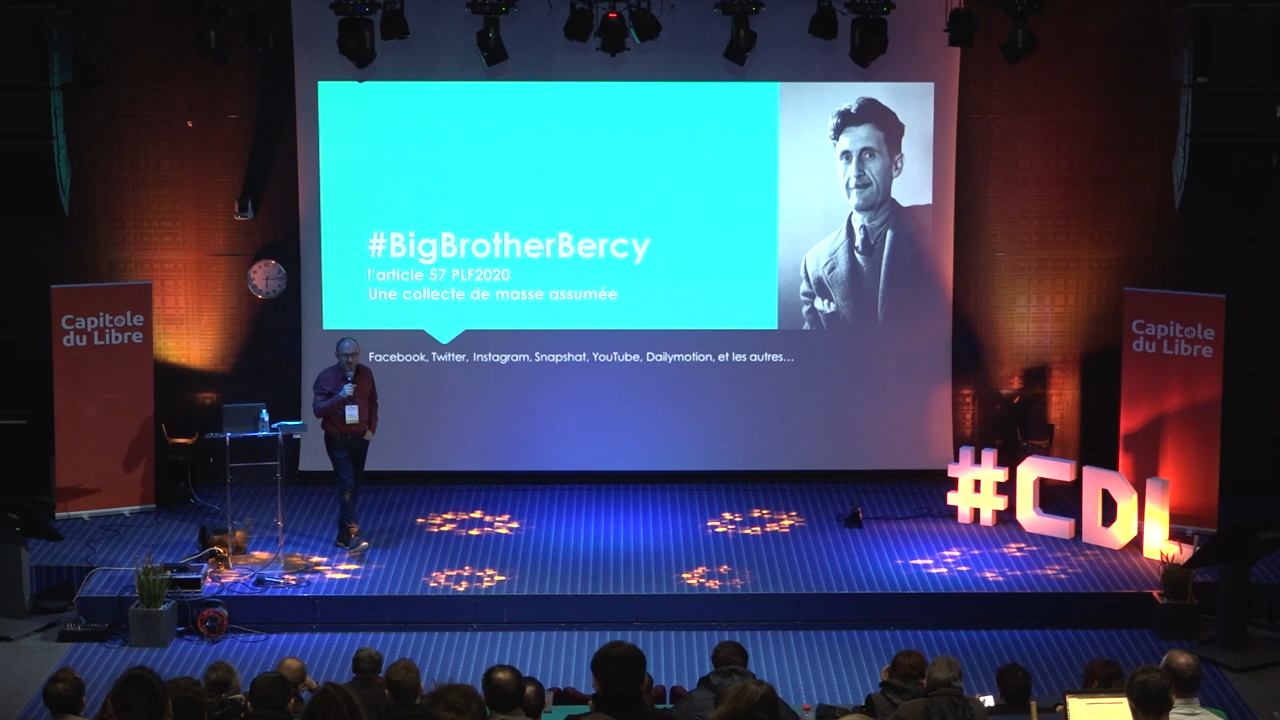 #BigBrotherBercy
l'article 57 PLF2020
Une collecte de masse assumée
Facebook, Twitter, Instagram, Snapshat, YouTube, Dailymotion, et les autres...
Capitole
du Libre
Capitole
du Libre
#CDL